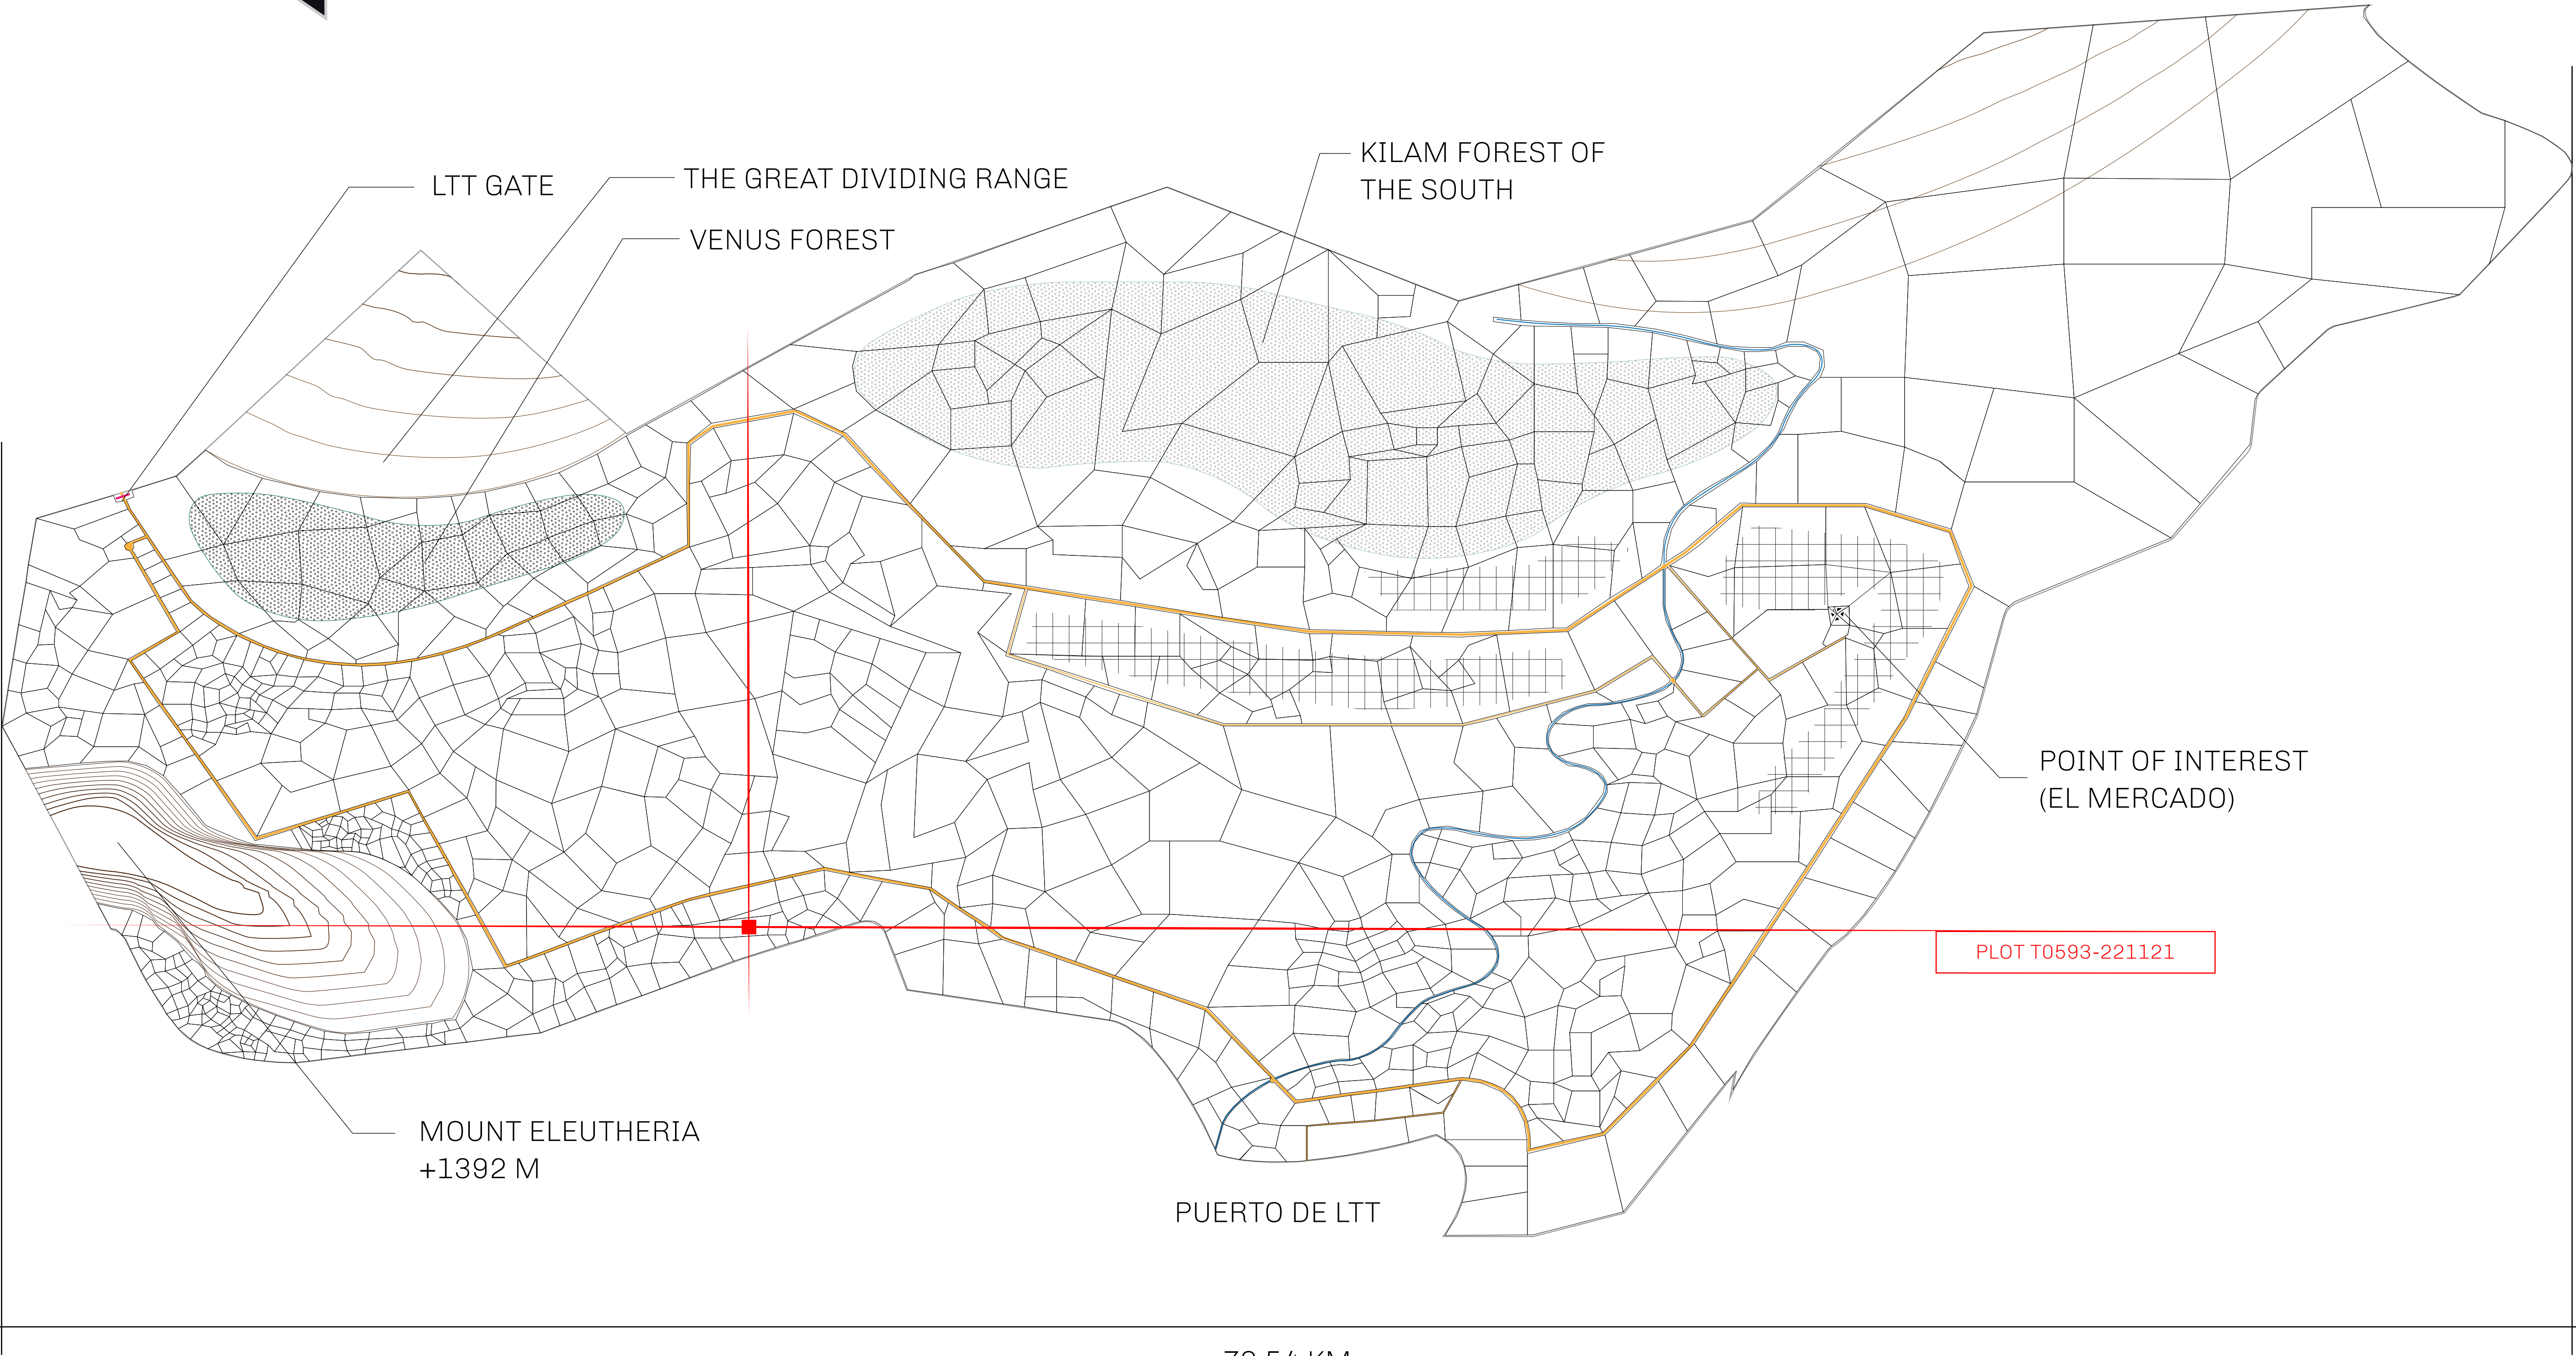 KILAM FOREST OF
THE SOUTH
LTT GATE
THE GREAT DIVIDING RANGE
VENUS FOREST
POINT OF INTEREST
(EL MERCADO)
PLOT T0593-221121
MOUNT ELEUTHERIA
+1392 M
PUERTO DE LTT
KM